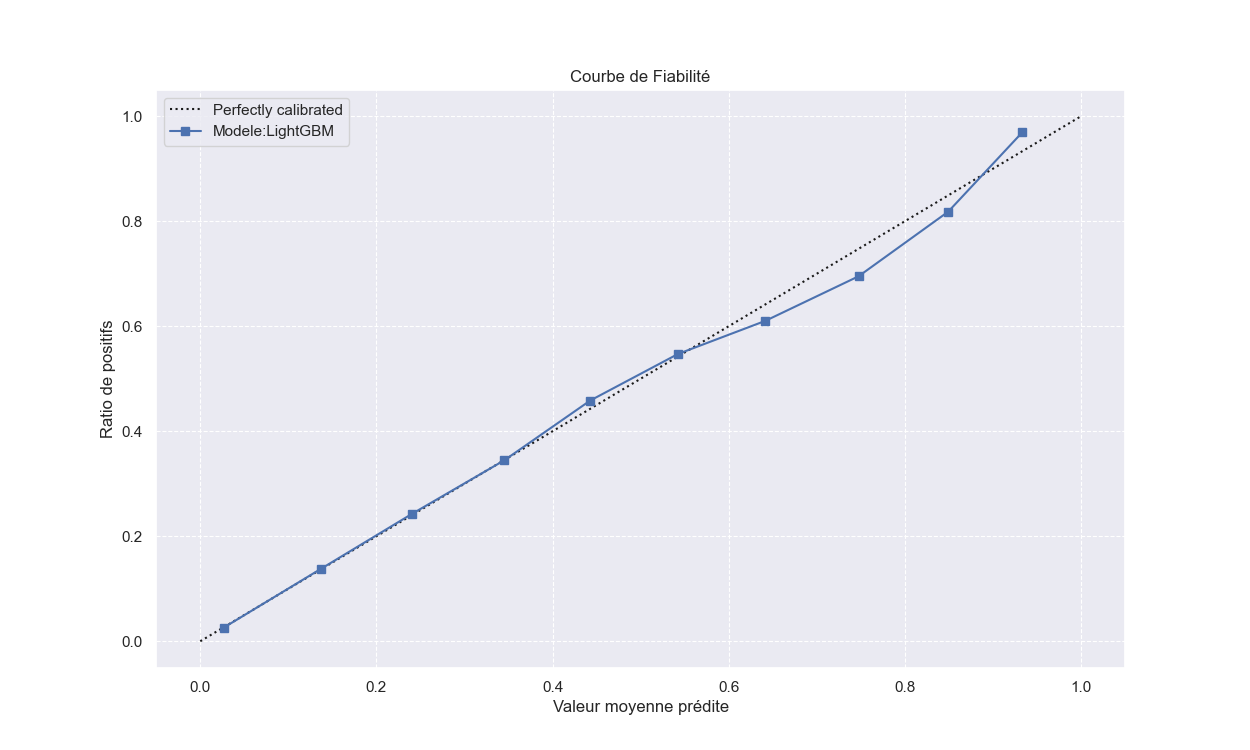 Courbe de Fiabilité
Perfectly calibrated
Modele:LightGBM
1.0
0.8
0.6
0.4
0.2
0.0
Ratio de positifs
0.0 0.2 0.4 0.6 0.8 1.0
Valeur moyenne prédite